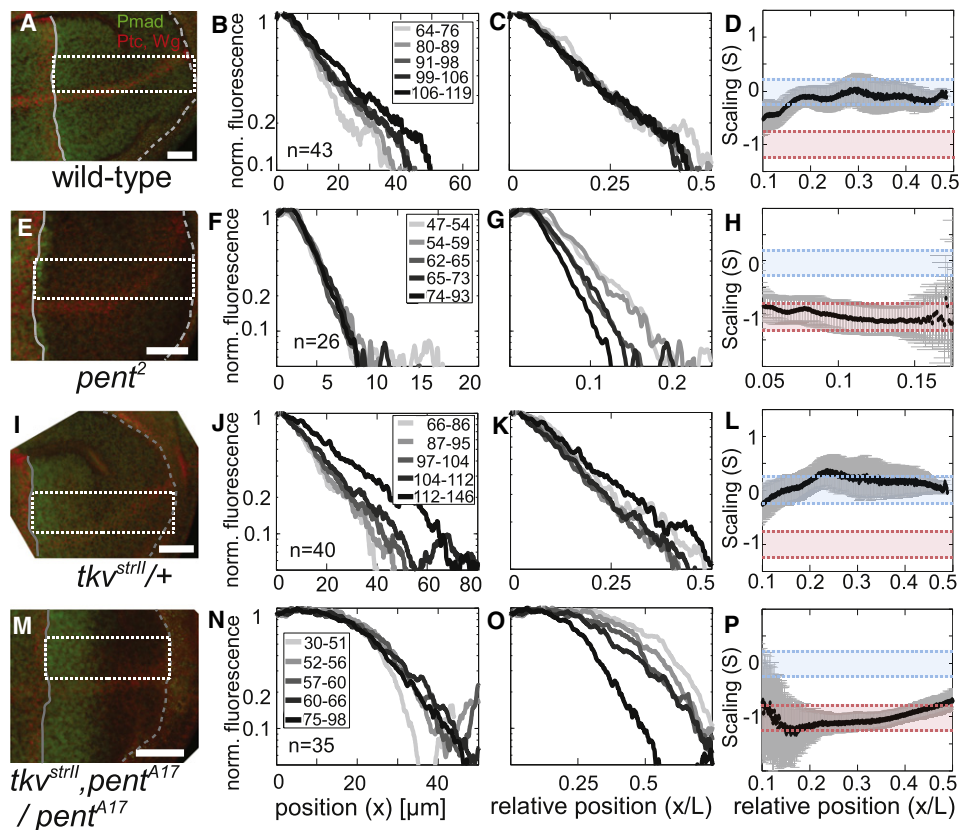 A
Pmad
Ptc, Wg
wild-type
B
norm. fluorescence
1
0.2
0.1
64-76
80-89
91-98
99-106
106-119
n=43
0 20 40 60
C
0 0.25 0.5
D
Scaling (S)
1
0
-1
0.1 0.2 0.3 0.4 0.5
E
pent²
F
norm. fluorescence
1
0.2
0.1
47-54
54-59
62-65
65-73
74-93
n=26
0 5 10 15 20
G
0.1 0.2
H
Scaling (S)
1
0
-1
0.05 0.1 0.15
I
tkv^strII/+
J
norm. fluorescence
1
0.2
0.1
66-86
87-95
97-104
104-112
112-146
n=40
0 20 40 60 80
K
0 0.25 0.5
L
Scaling (S)
1
0
-1
0.1 0.2 0.3 0.4 0.5
M
tkv^strII,pent^A17
/ pent^A17
N
norm. fluorescence
1
0.2
0.1
30-51
52-56
57-60
60-66
75-98
n=35
0 20 40
position (x) [µm]
O
0.25 0.5
relative position (x/L)
P
Scaling (S)
1
0
-1
0.1 0.2 0.3 0.4 0.5
relative position (x/L)